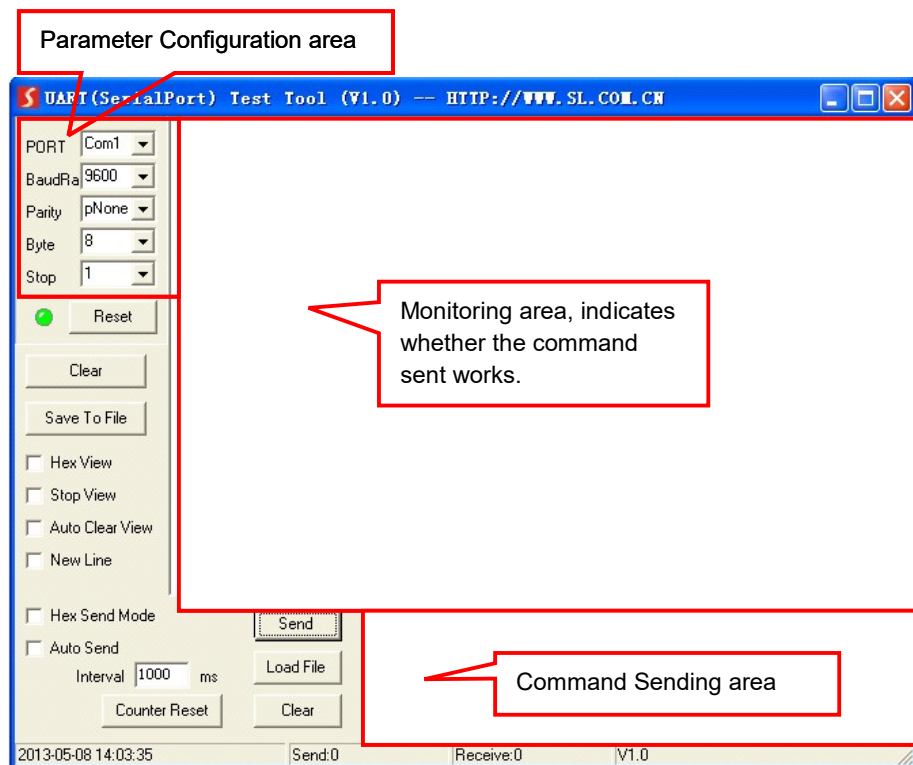 Parameter Configuration area
UART(SerialPort) Test Tool (V1.0) -- HTTP://WWW.SL.COM.CN
PORT Com1
BaudRa 9600
Parity pNone
Byte 8
Stop 1
Reset
Clear
Save To File
Hex View
Stop View
Auto Clear View
New Line
Monitoring area, indicates
whether the command
sent works.
Hex Send Mode
Auto Send
Interval 1000 ms
Counter Reset
Send
Load File
Clear
Command Sending area
2013-05-08 14:03:35 Send:0 Receive:0 V1.0